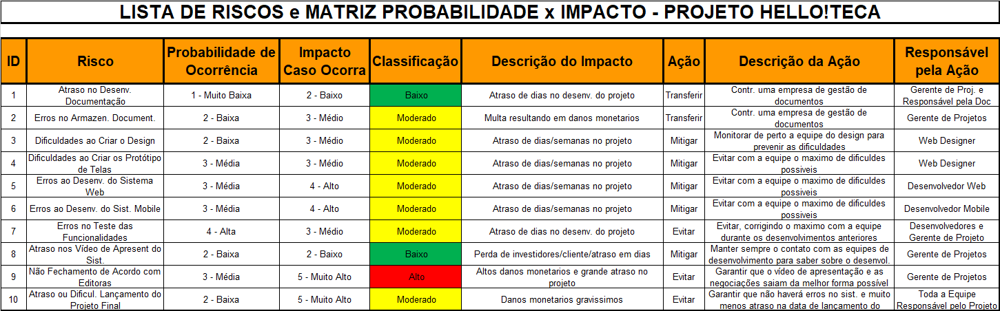 LISTA DE RISCOS e MATRIZ PROBABILIDADE x IMPACTO - PROJETO HELLO!TECA
ID Risco Probabilidade de Ocorrência Impacto Caso Ocorra Classificação Descrição do Impacto Ação Descrição da Ação Responsável pela Ação
1 Atraso no Desenv. Documentação 1 - Muito Baixa 2 - Baixo Baixo Atraso de dias no desenv. do projeto Transferir Contr. uma empresa de gestão de documentos Gerente de Proj. e Responsável pela Doc
2 Erros no Armazen. Document. 2 - Baixa 3 - Médio Moderado Multa resultando em danos monetarios Transferir Contr. uma empresa de gestão de documentos Gerente de Projetos
3 Dificuldades ao Criar o Design 2 - Baixa 3 - Médio Moderado Atraso de dias/semanas no projeto Mitigar Monitorar de perto a equipe do design para prevenir as dificuldades Web Designer
4 Dificuldades ao Criar os Protótipo de Telas 3 - Média 3 - Médio Moderado Atraso de dias/semanas no projeto Mitigar Evitar com a equipe o maximo de dificuldes possiveis Web Designer
5 Erros ao Desenv. do Sistema Web 3 - Média 4 - Alto Moderado Atraso de dias/semanas no projeto Mitigar Evitar com a equipe o maximo de dificuldes possiveis Desenvolvedor Web
6 Erros ao Desenv. do Sist. Mobile 3 - Média 4 - Alto Moderado Atraso de dias/semanas no projeto Mitigar Evitar com a equipe o maximo de dificuldes possiveis Desenvolvedor Mobile
7 Erros no Teste das Funcionalidades 4 - Alta 3 - Médio Moderado Atraso de dias no desenv. do projeto Evitar Evitar, corrigindo o maximo com a equipe durante os desenvolvimentos anteriores Desenvolvedores e Gerente de Projeto
8 Atraso nos Vídeo de Apresent do Sist. 2 - Baixa 2 - Baixo Baixo Perda de investidores/cliente/atraso em dias Mitigar Manter sempre o contato com as equipes de desenvolvimento para saber sobre o desenvol. Gerente de Projetos
9 Não Fechamento de Acordo com Editoras 3 - Média 5 - Muito Alto Alto Altos danos monetarios e grande atraso no projeto Evitar Garantir que o vídeo de apresentação e as negociações saiam da melhor forma possível Gerente de Projetos
10 Atraso ou Dificul. Lançamento do Projeto Final 2 - Baixa 5 - Muito Alto Moderado Danos monetarios gravissimos Evitar Garantir que não haverá erros no sist. e muito menos atraso na data de lançamento do Toda a Equipe Responsável pelo Projeto